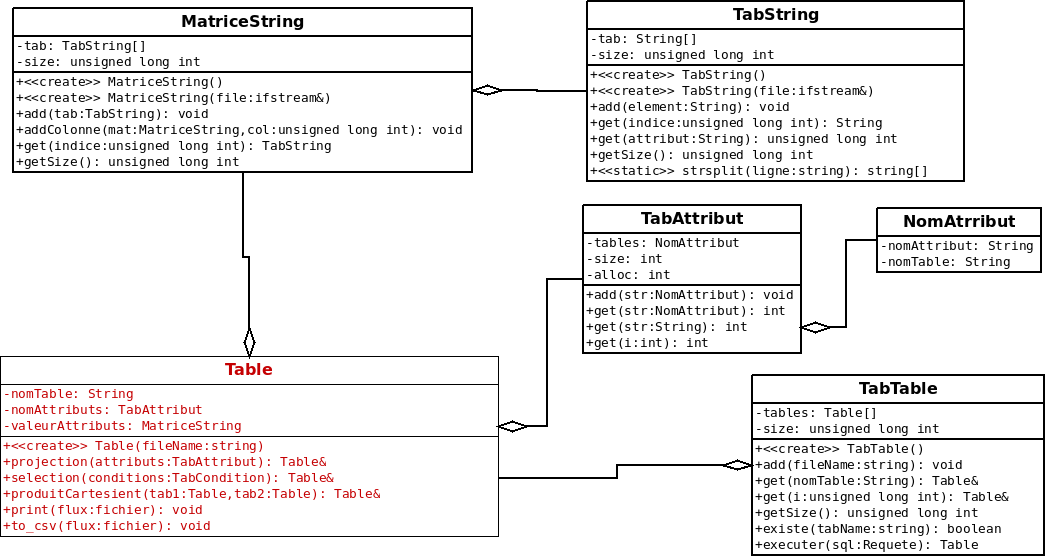 MatriceString
-tab: TabString[]
-size: unsigned long int
+<<create>> MatriceString()
+<<create>> MatriceString(file:ifstream&)
+add(tab:TabString): void
+addColonne(mat:MatriceString,col:unsigned long int): void
+get(indice:unsigned long int): TabString
+getSize(): unsigned long int
TabString
-tab: String[]
-size: unsigned long int
+<<create>> TabString()
+<<create>> TabString(file:ifstream&)
+add(element:String): void
+get(indice:unsigned long int): String
+get(attribut:String): unsigned long int
+getSize(): unsigned long int
+<<static>> strsplit(ligne:string): string[]
TabAttribut
-tables: NomAttribut
-size: int
-alloc: int
+add(str:NomAttribut): void
+get(str:NomAttribut): int
+get(str:String): int
+get(i:int): int
NomAtrribut
-nomAttribut: String
-nomTable: String
Table
-nomTable: String
-nomAttributs: TabAttribut
-valeurAttributs: MatriceString
+<<create>> Table(fileName:string)
+projection(attributs:TabAttribut): Table&
+selection(conditions:TabCondition): Table&
+produitCartesient(tab1:Table,tab2:Table): Table&
+print(flux:fichier): void
+to_csv(flux:fichier): void
TabTable
-tables: Table[]
-size: unsigned long int
+<<create>> TabTable()
+add(fileName:string): void
+get(nomTable:String): Table&
+get(i:unsigned long int): Table&
+getSize(): unsigned long int
+existe(tabName:string): boolean
+executer(sql:Requete): Table